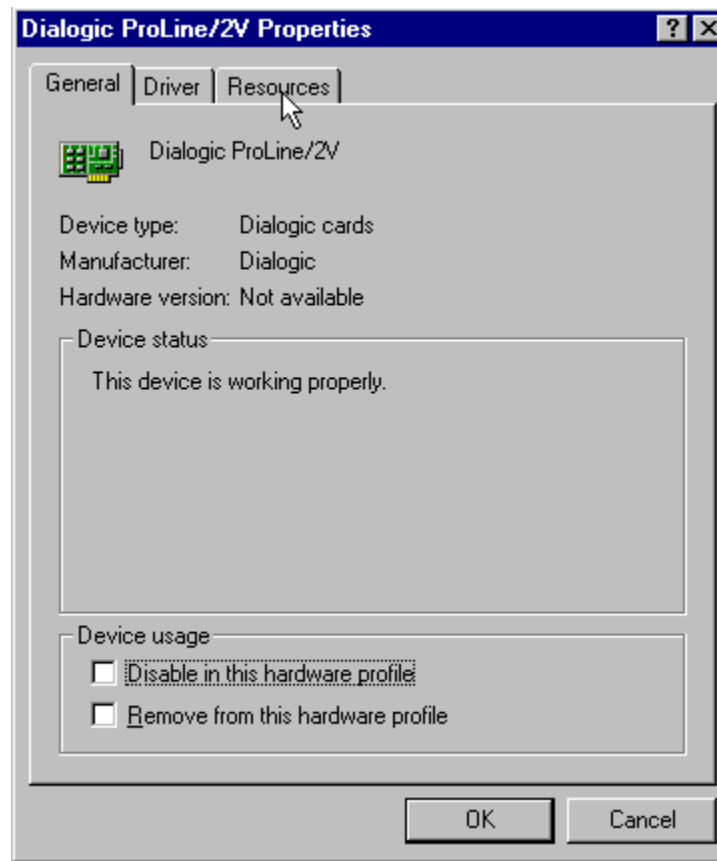 Dialogic ProLine/2V Properties
General Driver Resources
Dialogic ProLine/2V
Device type: Dialogic cards
Manufacturer: Dialogic
Hardware version: Not available
Device status
This device is working properly.
Device usage
Disable in this hardware profile
Remove from this hardware profile
OK Cancel